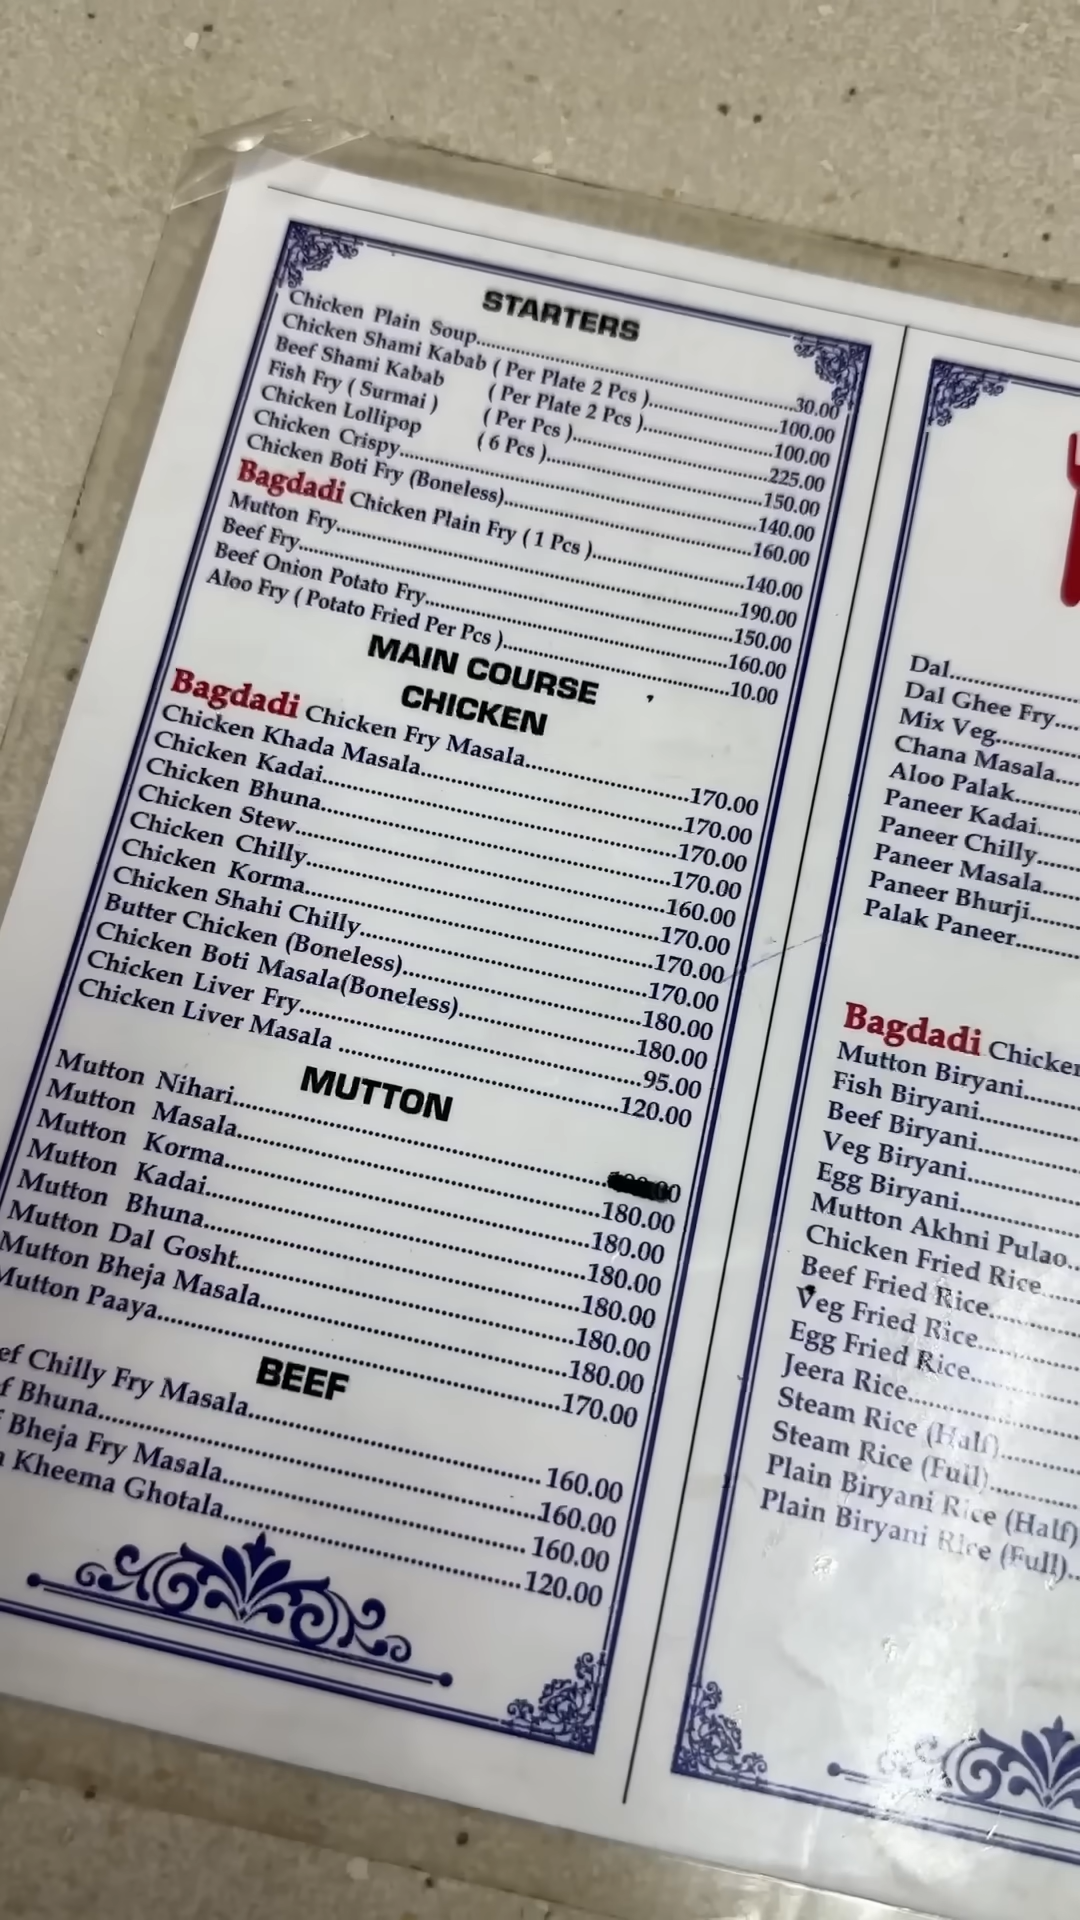 STARTERS
Chicken Plain Soup..........30.00
Chicken Shami Kabab ( Per Plate 2 Pcs )..........100.00
Beef Shami Kabab ( Per Plate 2 Pcs )..........100.00
Fish Fry ( Surmai ) ( Per Pcs )..........225.00
Chicken Lollipop ( 6 Pcs )..........150.00
Chicken Crispy..........140.00
Chicken Boti Fry (Boneless)..........160.00
Bagdadi Chicken Plain Fry ( 1 Pcs )..........140.00
Mutton Fry..........190.00
Beef Fry..........150.00
Beef Onion Potato Fry..........160.00
Aloo Fry ( Potato Fried Per Pcs )..........10.00
MAIN COURSE
CHICKEN
Bagdadi Chicken Fry Masala..........170.00
Chicken Khada Masala..........170.00
Chicken Kadai..........170.00
Chicken Bhuna..........170.00
Chicken Stew..........160.00
Chicken Chilly..........170.00
Chicken Korma..........170.00
Chicken Shahi Chilly..........170.00
Butter Chicken (Boneless)..........180.00
Chicken Boti Masala(Boneless)..........180.00
Chicken Liver Fry..........95.00
Chicken Liver Masala ..........120.00
MUTTON
Mutton Nihari..........
Mutton Masala..........180.00
Mutton Korma..........180.00
Mutton Kadai..........180.00
Mutton Bhuna..........180.00
Mutton Dal Gosht..........180.00
Mutton Bheja Masala..........180.00
Mutton Paaya..........170.00
BEEF
ef Chilly Fry Masala..........160.00
f Bhuna..........160.00
Bheja Fry Masala..........160.00
Kheema Ghotala..........120.00
Dal..........
Dal Ghee Fry....
Mix Veg..........
Chana Masala....
Aloo Palak..........
Paneer Kadai....
Paneer Chilly....
Paneer Masala....
Paneer Bhurji.....
Palak Paneer.......
Bagdadi Chicken
Mutton Biryani.....
Fish Biryani..........
Beef Biryani..........
Veg Biryani..........
Egg Biryani..........
Mutton Akhni Pulao..
Chicken Fried Rice....
Beef Fried Rice..........
Veg Fried Rice..........
Egg Fried Rice..........
Jeera Rice..........
Steam Rice (Half)..........
Steam Rice (Full)..........
Plain Biryani Rice (Half)
Plain Biryani Rice (Full)..